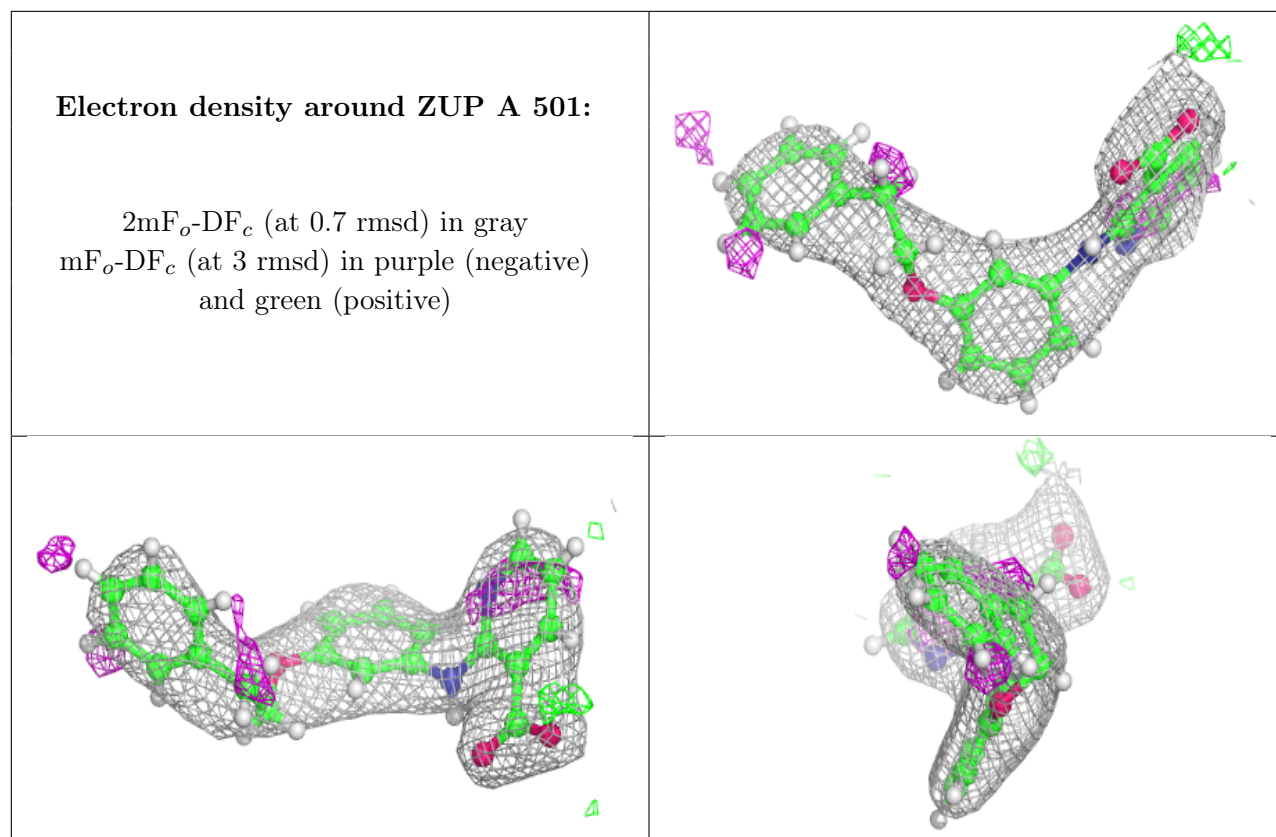 Electron density around ZUP A 501:
2mFo-DFc (at 0.7 rmsd) in gray
mFo-DFc (at 3 rmsd) in purple (negative)
and green (positive)